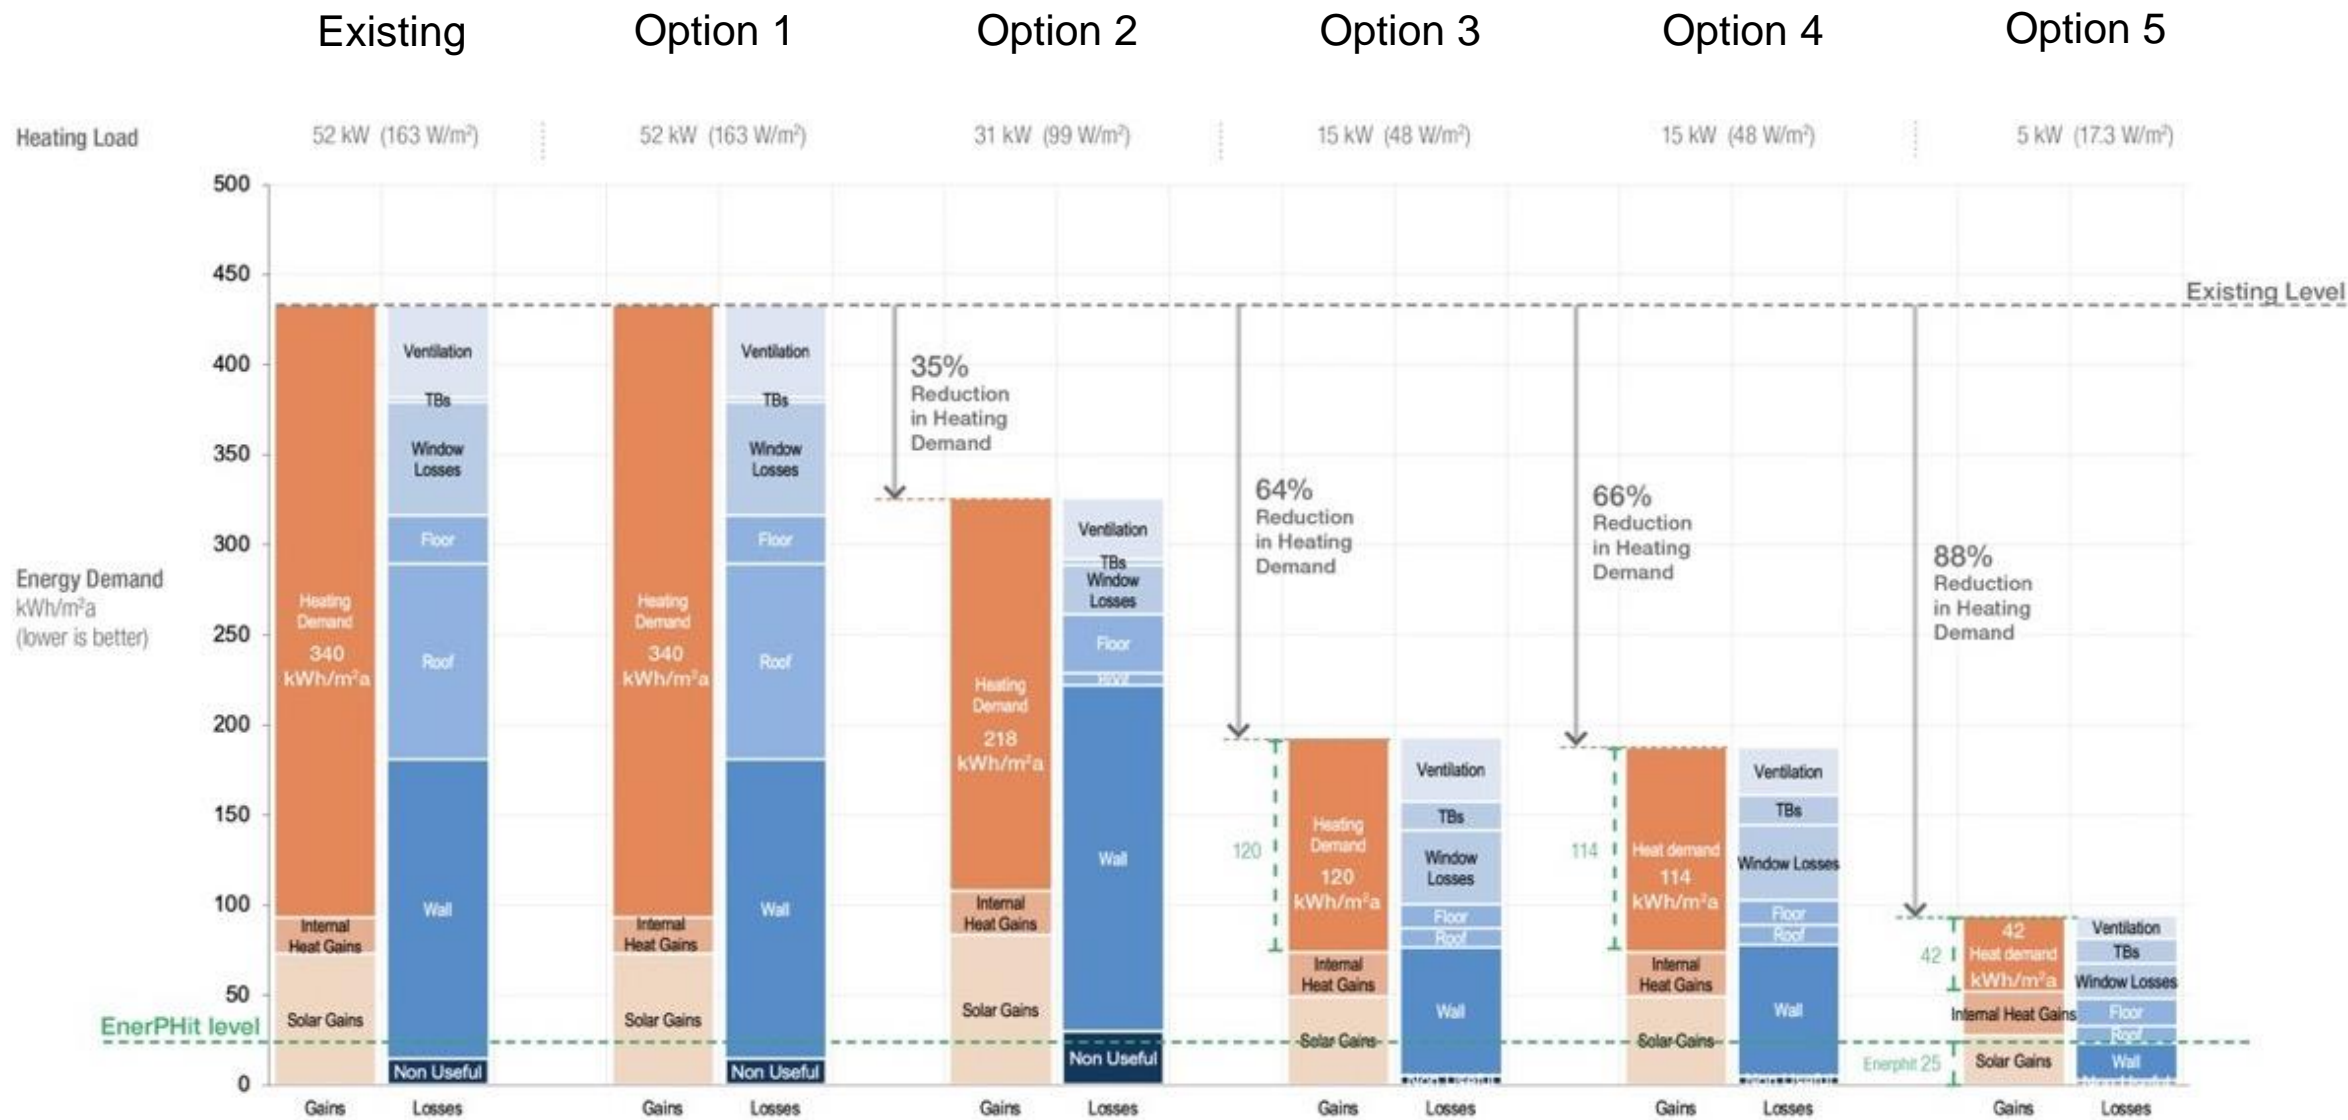 Existing
Option 1
Option 2
Option 3
Option 4
Option 5
Heating Load
52 kW (163 W/m²)
52 kW (163 W/m²)
31 kW (99 W/m²)
15 kW (48 W/m²)
15 kW (48 W/m²)
5 kW (17.3 W/m²)
500
450
400
350
300
250
200
150
100
50
0
Energy Demand
kWh/m²a
(lower is better)
Existing Level
EnerPHit level
Heating
Demand
340
kWh/m²a
Internal
Heat Gains
Solar Gains
Gains
Ventilation
TBs
Window
Losses
Floor
Roof
Wall
Non Useful
Losses
Heating
Demand
340
kWh/m²a
Internal
Heat Gains
Solar Gains
Gains
Ventilation
TBs
Window
Losses
Floor
Roof
Wall
Non Useful
Losses
35%
Reduction
in Heating
Demand
Heating
Demand
218
kWh/m²a
Internal
Heat Gains
Solar Gains
Gains
Ventilation
TBs
Window
Losses
Floor
Roof
Wall
Non Useful
Losses
64%
Reduction
in Heating
Demand
120
Heating
Demand
120
kWh/m²a
Internal
Heat Gains
Solar Gains
Gains
Ventilation
TBs
Window
Losses
Floor
Roof
Wall
Non Useful
Losses
66%
Reduction
in Heating
Demand
114
Heat demand
114
kWh/m²a
Internal
Heat Gains
Solar Gains
Gains
Ventilation
TBs
Window Losses
Floor
Roof
Wall
Non Useful
Losses
88%
Reduction
in Heating
Demand
42
Enerphit 25
42
Heat demand
kWh/m²a
Internal Heat Gains
Solar Gains
Gains
Ventilation
TBs
Window Losses
Floor
Roof
Wall
Non Useful
Losses